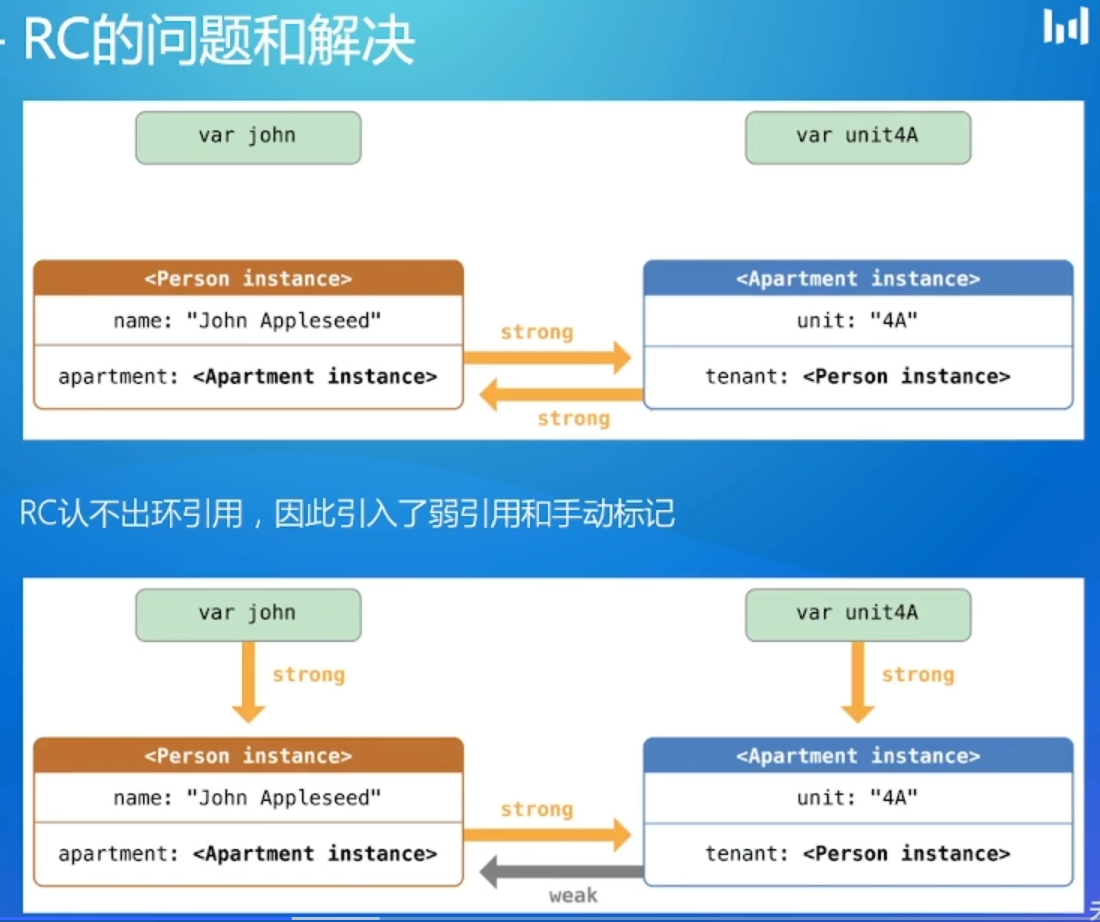 RC的问题和解决
var john
var unit4A
<Person instance>
<Apartment instance>
name: "John Appleseed"
strong
unit: "4A"
apartment: <Apartment instance>
tenant: <Person instance>
strong
RC认不出环引用，因此引入了弱引用和手动标记
var john
var unit4A
strong
strong
<Person instance>
<Apartment instance>
name: "John Appleseed"
strong
unit: "4A"
apartment: <Apartment instance>
tenant: <Person instance>
weak